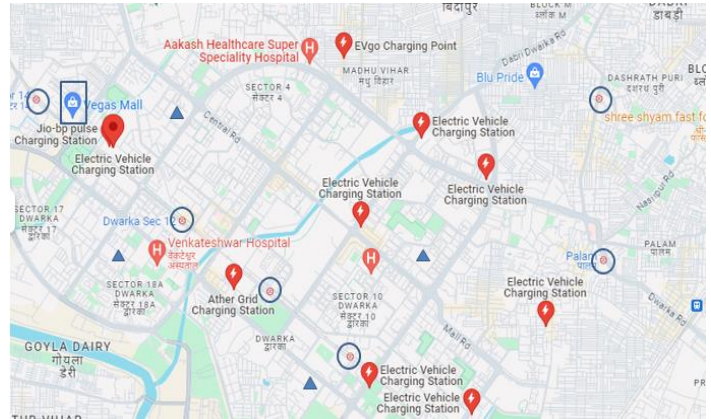 बिंदापुर
BLOCK M
ब्लॉक M
डाबड़ी
Aakash Healthcare Super
Speciality Hospital
EVgo Charging Point
MADHU VIHAR
मधु विहार
Dabri Dwarka Rd
Blu Pride
DASHRATH PURI
दशरथ पुरी
SECTOR 4
सेक्टर 4
Vegas Mall
Jio-bp pulse
Charging Station
Central Rd
shree shyam fast fo
Electric Vehicle
Charging Station
Electric Vehicle
Charging Station
Electric Vehicle
Charging Station
Electric Vehicle
Charging Station
Nasirpur Rd
SECTOR 17
DWARKA
सेक्टर 17
द्वारका
Dwarka Sec 12
Venkateshwar Hospital
वेंकटेश्वर
अस्पताल
Palam
पालम
PALAM
पालम
Electric Vehicle
Charging Station
SECTOR 18A
DWARKA
सेक्टर 18A
द्वारका
Ather Grid
Charging Station
SECTOR 10
DWARKA
सेक्टर 10
द्वारका
Dwarka Rd
Mall Rd
GOYLA DAIRY
गोयला
डेरी
DWARKA
द्वारका
Electric Vehicle
Charging Station
Electric Vehicle
Charging Station